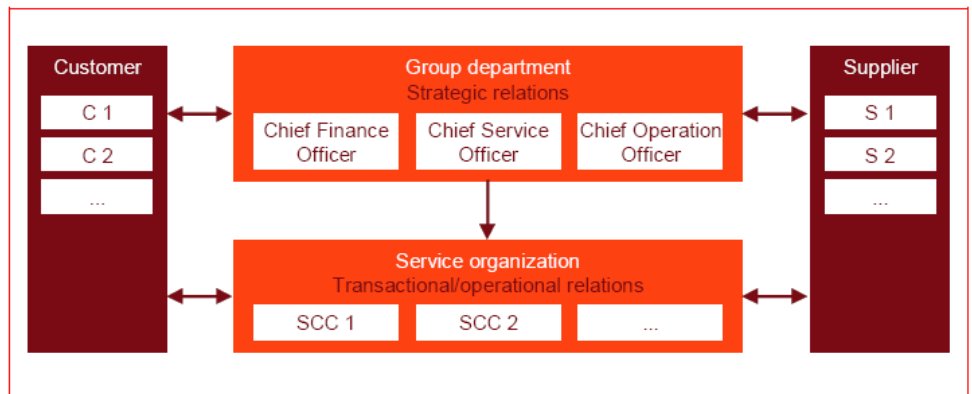 Customer
C 1
C 2
...
Group department
Strategic relations
Chief Finance
Officer
Chief Service
Officer
Chief Operation
Officer
Service organization
Transactional/operational relations
SCC 1
SCC 2
...
Supplier
S 1
S 2
...